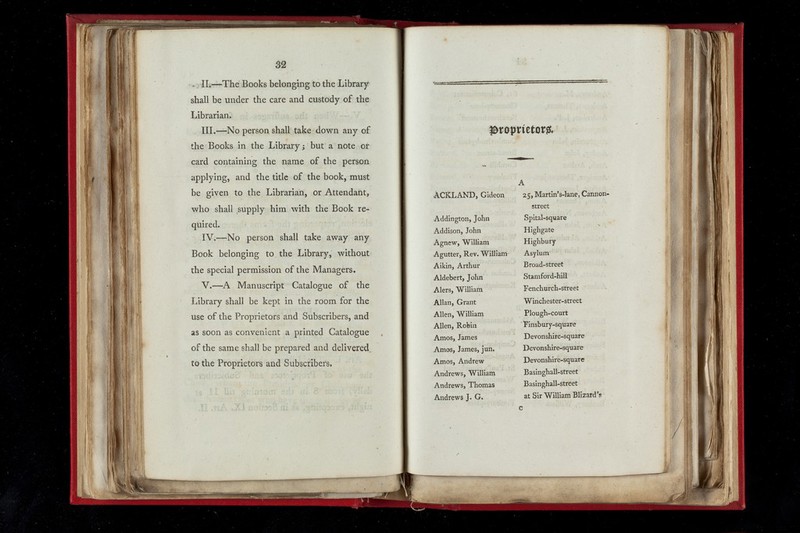 32
II.—The Books belonging to the Library
shall be under the care and custody of the
Librarian.
III.—No person shall take down any of
the Books in the Library; but a note or
card containing the name of the person
applying, and the title of the book, must
be given to the Librarian, or Attendant,
who shall supply him with the Book re-
quired.
IV.—No person shall take away any
Book belonging to the Library, without
the special permission of the Managers.
V.—A Manuscript Catalogue of the
Library shall be kept in the room for the
use of the Proprietors and Subscribers, and
as soon as convenient a printed Catalogue
of the same shall be prepared and delivered
to the Proprietors and Subscribers.
Proprietors.
A
ACKLAND, Gideon 25, Martin's-lane, Cannon-
street
Addington, John Spital-square
Addison, John Highgate
Agnew, William Highbury
Agutter, Rev. William Asylum
Aikin, Arthur Broad-street
Aldebert, John Stamford-hill
Alers, William Fenchurch-street
Allan, Grant Winchester-street
Allen, William Plough-court
Allen, Robin Finsbury-square
Amos, James Devonshire-square
Amos, James, jun. Devonshire-square
Amos, Andrew Devonshire-square
Andrews, William Basinghall-street
Andrews, Thomas Basinghall-street
Andrews J. G. at Sir William Blizard's